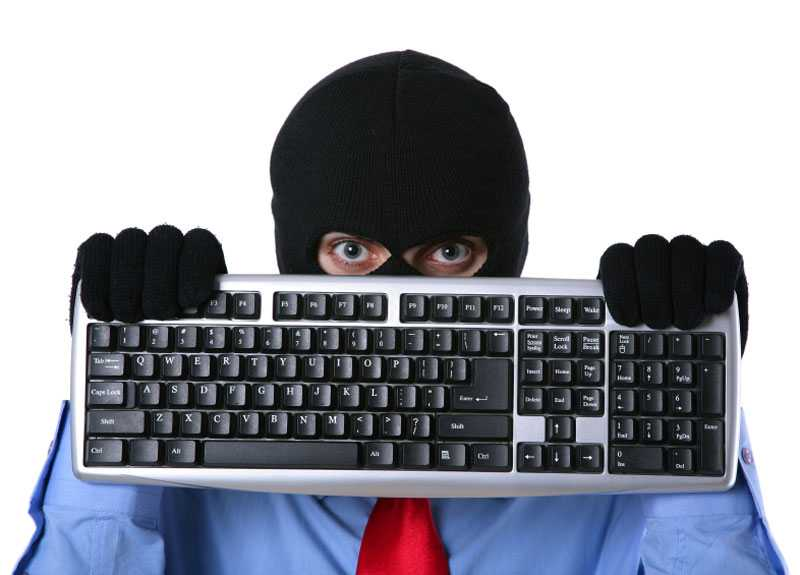 F3 F4 F5 F6 F7 F8 F9 F10 F11 F12 Power Sleep Wake
1 2 3 4 5 6 7 8 9 0 Print Screen SysRq Scroll Lock Pause Break Num Lock / * -
Tab Q W E R T Y U I O P Insert Home Page Up 7 Home 8 9 PgUp +
Caps Lock A S D F G H J K L Enter Delete End Page Down 4 5 6
Shift Z X C V B N M < > ? Shift ↑ 1 End 2 3 PgDn Enter
Ctrl Alt Alt Ctrl ← ↓ → 0 Ins . Del